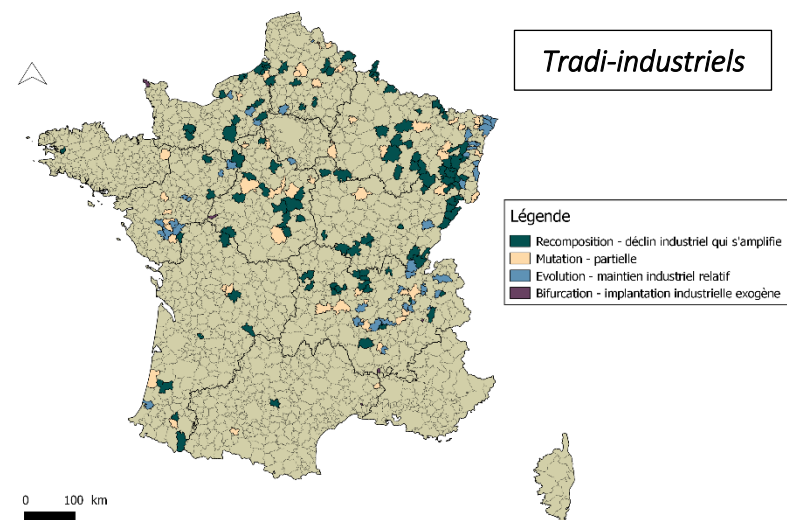 Tradi-industriels
Légende
Recomposition - déclin industriel qui s'amplifie
Mutation - partielle
Evolution - maintien industriel relatif
Bifurcation - implantation industrielle exogène
0 100 km